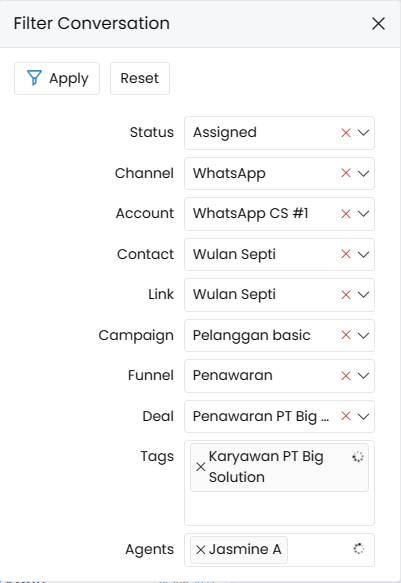 Filter Conversation
Apply Reset
Status Assigned
Channel WhatsApp
Account WhatsApp CS #1
Contact Wulan Septi
Link Wulan Septi
Campaign Pelanggan basic
Funnel Penawaran
Deal Penawaran PT Big ...
Tags Karyawan PT Big
Solution
Agents Jasmine A